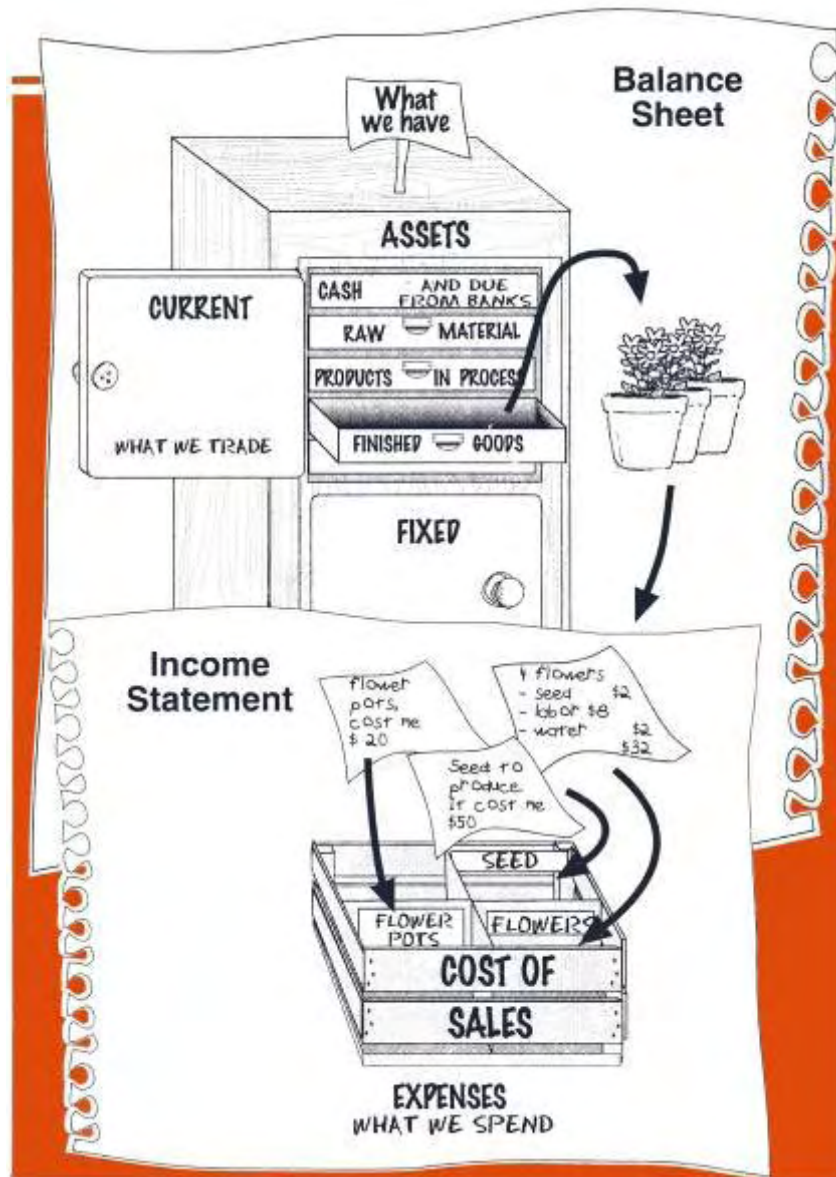 Balance
Sheet
What
we have
ASSETS
CURRENT
WHAT WE TRADE
CASH AND DUE
FROM BANKS
RAW MATERIAL
PRODUCTS IN PROCESS
FINISHED GOODS
FIXED
Income
Statement
flower
pots,
cost me
$ 20
4 flowers
- seed $2
- labor $8
- water $2
$32
Seed to
produce
It cost me
$50
SEED
FLOWER
POTS
FLOWERS
COST OF
SALES
EXPENSES
WHAT WE SPEND